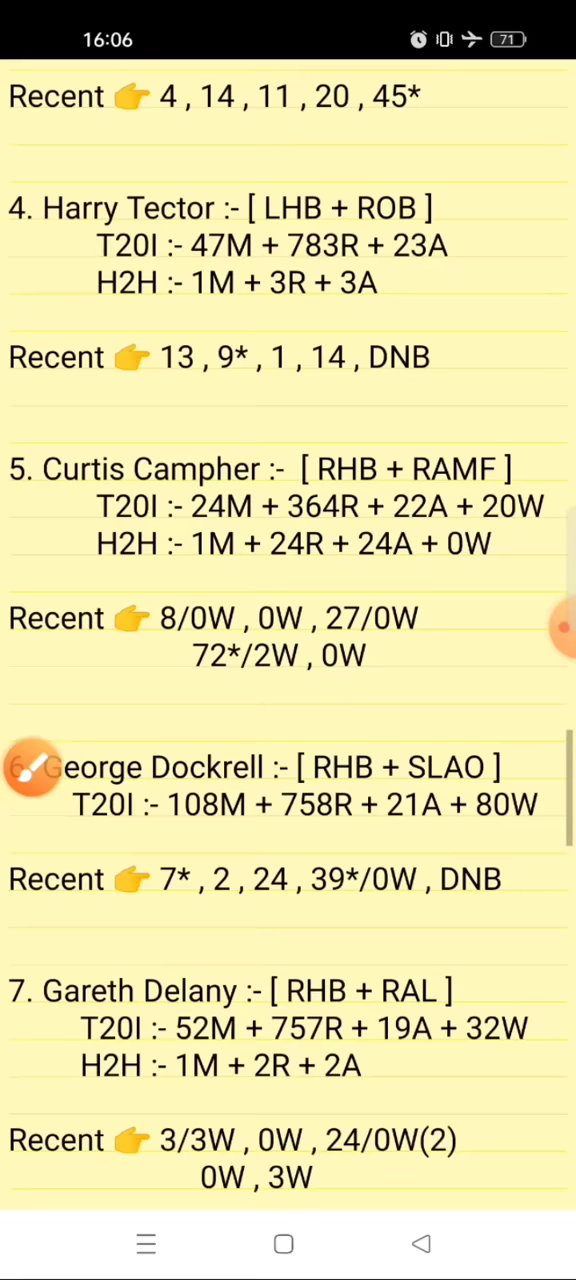 16:06
71
Recent 👉 4 , 14 , 11 , 20 , 45*
4. Harry Tector :- [ LHB + ROB ]
T20I :- 47M + 783R + 23A
H2H :- 1M + 3R + 3A
Recent 👉 13 , 9* , 1 , 14 , DNB
5. Curtis Campher :- [ RHB + RAMF ]
T20I :- 24M + 364R + 22A + 20W
H2H :- 1M + 24R + 24A + 0W
Recent 👉 8/0W , 0W , 27/0W
72*/2W , 0W
6. George Dockrell :- [ RHB + SLAO ]
T20I :- 108M + 758R + 21A + 80W
Recent 👉 7* , 2 , 24 , 39*/0W , DNB
7. Gareth Delany :- [ RHB + RAL ]
T20I :- 52M + 757R + 19A + 32W
H2H :- 1M + 2R + 2A
Recent 👉 3/3W , 0W , 24/0W(2)
0W , 3W